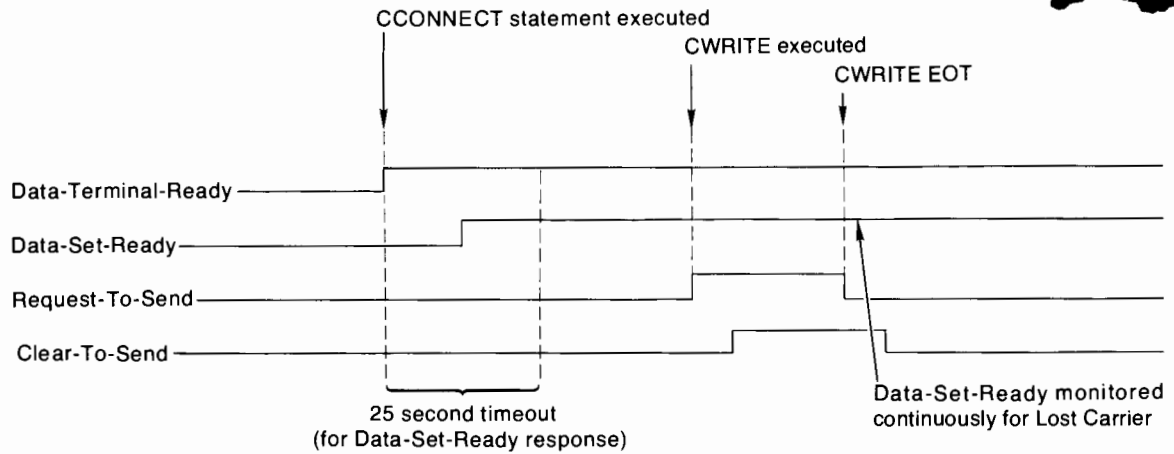 CCONNECT statement executed
CWRITE executed
CWRITE EOT
Data-Terminal-Ready
Data-Set-Ready
Request-To-Send
Clear-To-Send
25 second timeout
(for Data-Set-Ready response)
Data-Set-Ready monitored
continuously for Lost Carrier